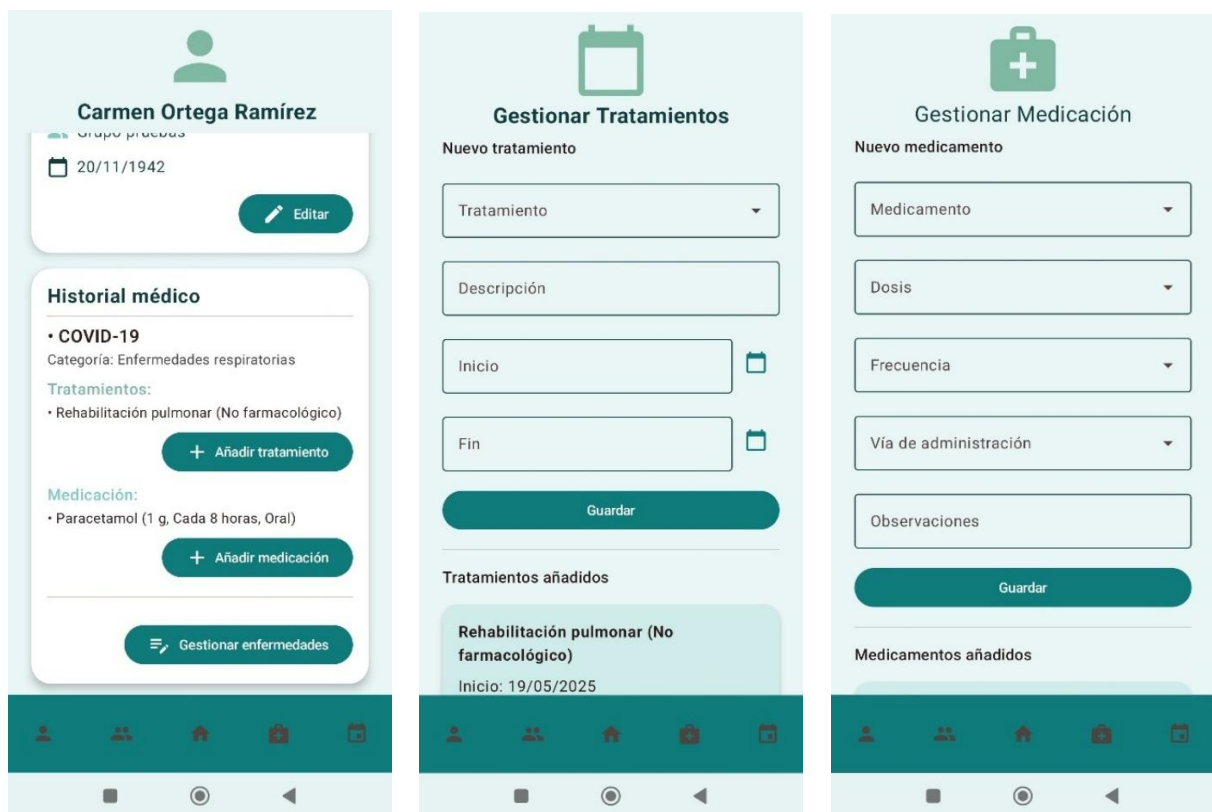 Carmen Ortega Ramírez
Grupo pruebas
20/11/1942
Editar
Historial médico
• COVID-19
Categoría: Enfermedades respiratorias
Tratamientos:
• Rehabilitación pulmonar (No farmacológico)
+ Añadir tratamiento
Medicación:
• Paracetamol (1 g, Cada 8 horas, Oral)
+ Añadir medicación
Gestionar enfermedades
Gestionar Tratamientos
Nuevo tratamiento
Tratamiento
Descripción
Inicio
Fin
Guardar
Tratamientos añadidos
Rehabilitación pulmonar (No
farmacológico)
Inicio: 19/05/2025
Gestionar Medicación
Nuevo medicamento
Medicamento
Dosis
Frecuencia
Vía de administración
Observaciones
Guardar
Medicamentos añadidos